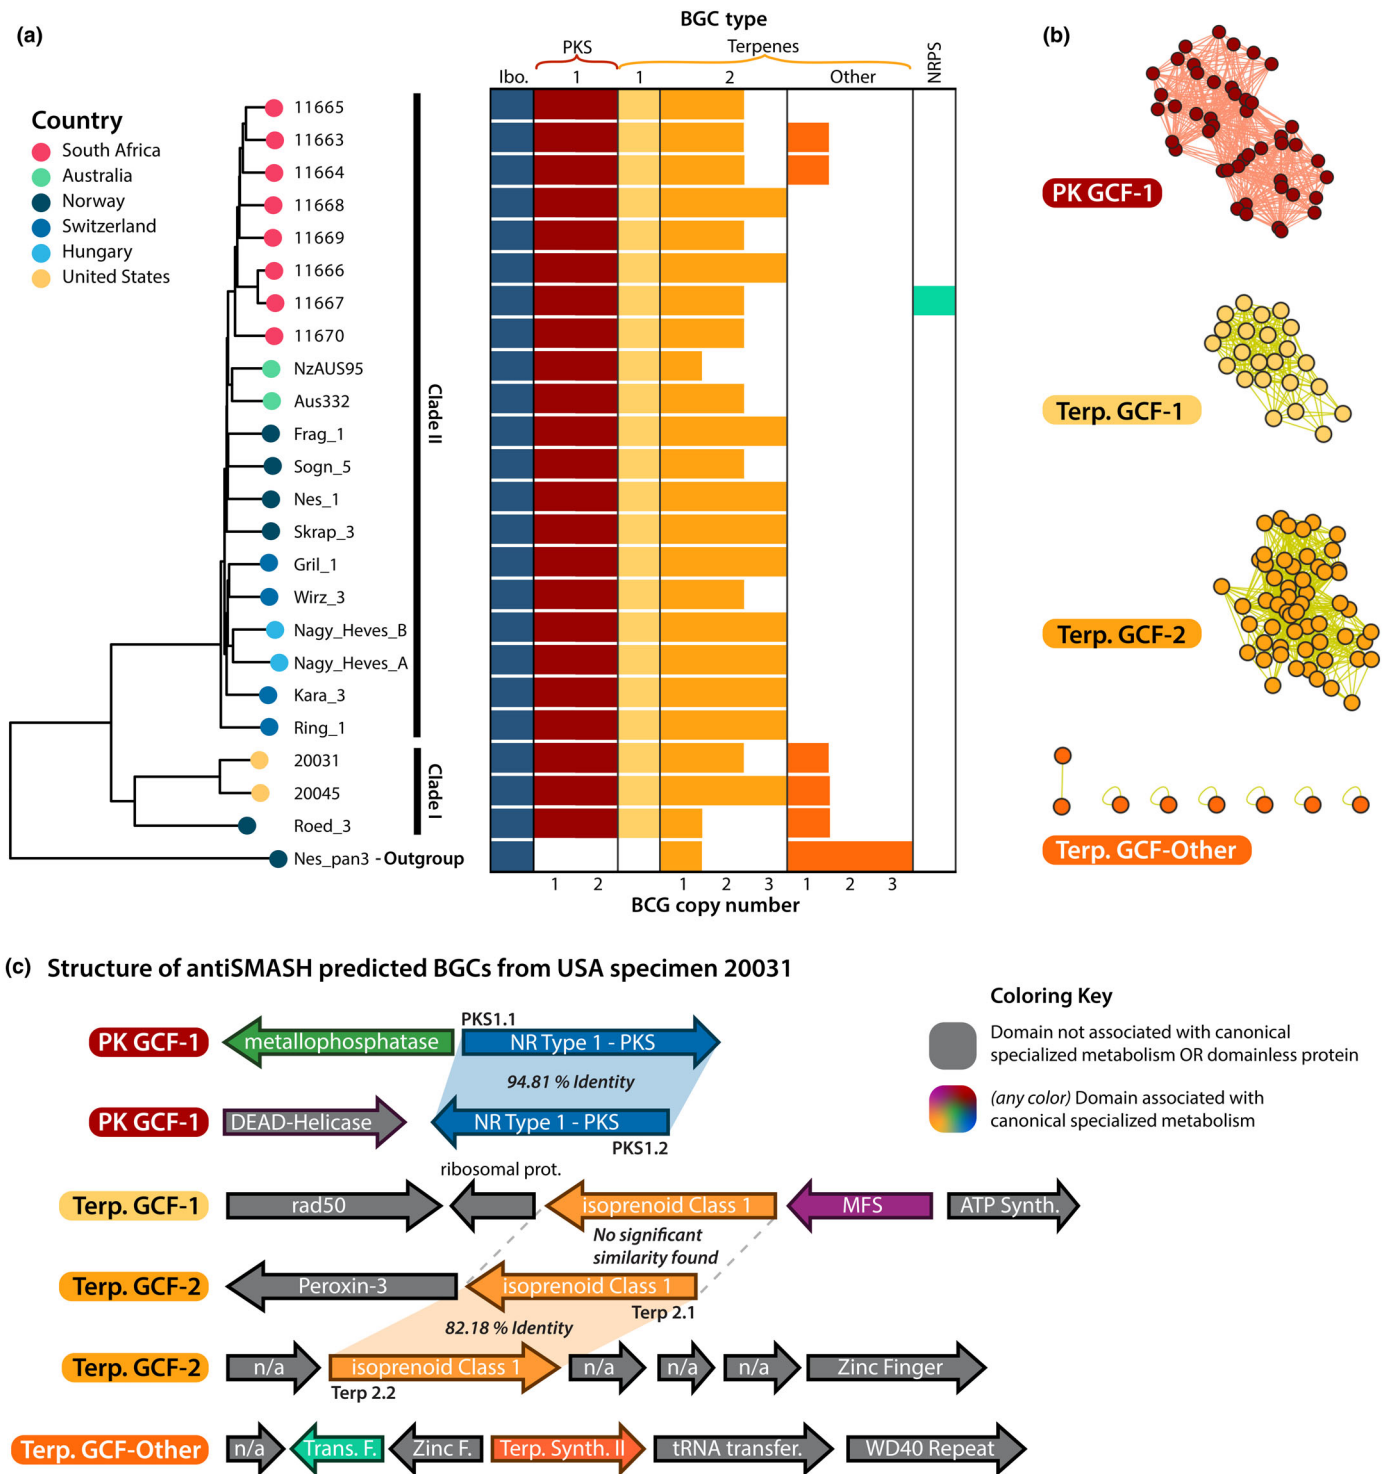 (a)
BGC type
PKS
Terpenes
NRPS
Ibo.
1
1
2
Other
Country
South Africa
Australia
Norway
Switzerland
Hungary
United States
11665
11663
11664
11668
11669
11666
11667
11670
NzAUS95
Aus332
Frag_1
Sogn_5
Nes_1
Skrap_3
Gril_1
Wirz_3
Nagy_Heves_B
Nagy_Heves_A
Kara_3
Ring_1
20031
20045
Roed_3
Nes_pan3 - Outgroup
Clade II
Clade I
1 2 1 2 3 1 2 3
BCG copy number
(b)
PK GCF-1
Terp. GCF-1
Terp. GCF-2
Terp. GCF-Other
(c) Structure of antiSMASH predicted BGCs from USA specimen 20031
Coloring Key
Domain not associated with canonical
specialized metabolism OR domainless protein
(any color) Domain associated with
canonical specialized metabolism
PKS1.1
PK GCF-1 metallophosphatase NR Type 1 - PKS
94.81 % Identity
PK GCF-1 DEAD-Helicase NR Type 1 - PKS
PKS1.2
ribosomal prot.
Terp. GCF-1 rad50 isoprenoid Class 1 MFS ATP Synth.
No significant
similarity found
Terp. GCF-2 Peroxin-3 isoprenoid Class 1
Terp 2.1
82.18 % Identity
Terp. GCF-2 n/a isoprenoid Class 1 n/a n/a n/a Zinc Finger
Terp 2.2
Terp. GCF-Other n/a Trans. F. Zinc F. Terp. Synth. II tRNA transfer. WD40 Repeat